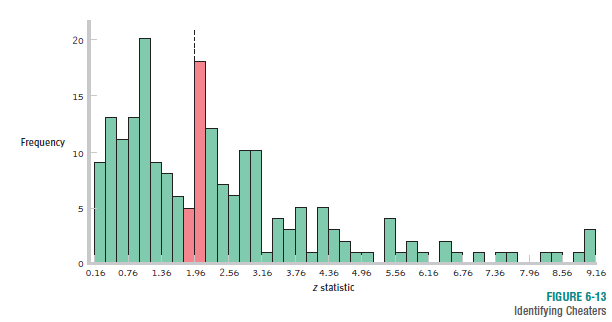 20
15
Frequency
10
5
0
0.16 0.76 1.36 1.96 2.56 3.16 3.76 4.36 4.96 5.56 6.16 6.76 7.36 7.96 8.56 9.16
z statistic
FIGURE 6-13
Identifying Cheaters